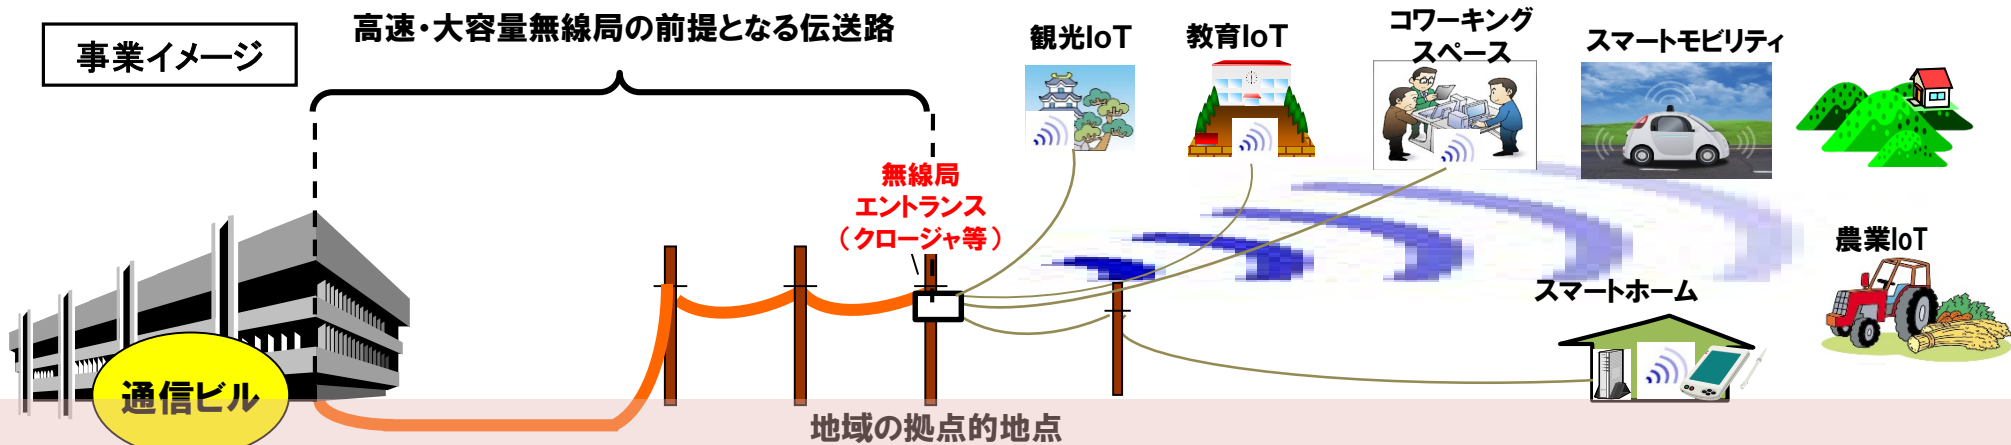 事業イメージ
高速・大容量無線局の前提となる伝送路
観光IoT
教育IoT
コワーキング
スペース
スマートモビリティ
無線局
エントランス
（クロージャ等）
農業IoT
スマートホーム
通信ビル
地域の拠点的地点